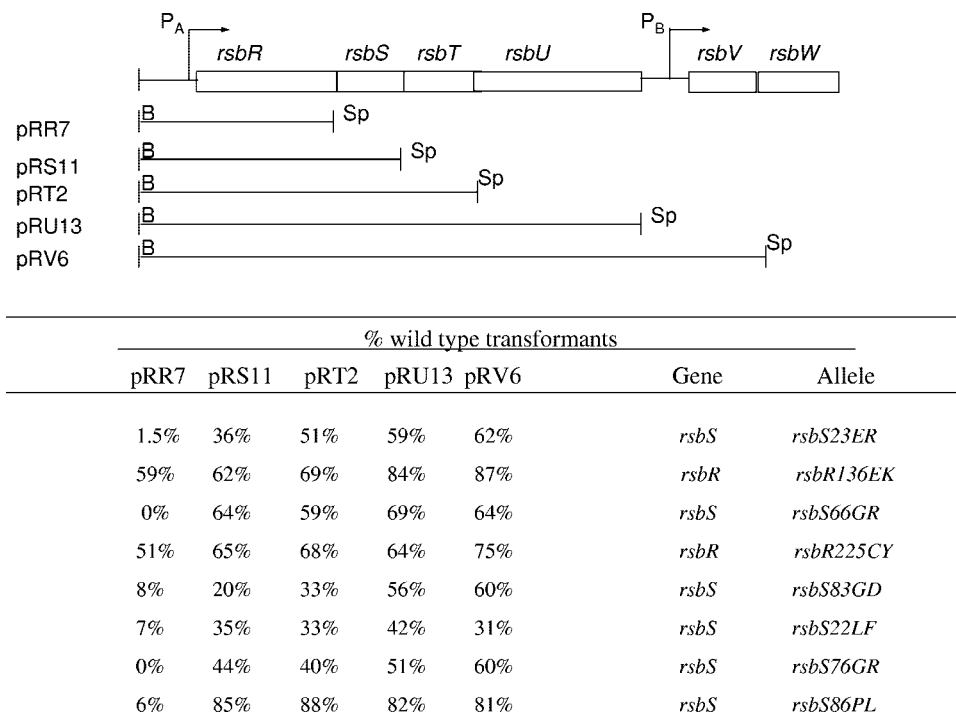 P_A P_B
rsbR rsbS rsbT rsbU rsbV rsbW
pRR7 B Sp
pRS11 B Sp
pRT2 B Sp
pRU13 B Sp
pRV6 B Sp
% wild type transformants
pRR7 pRS11 pRT2 pRU13 pRV6 Gene Allele
1.5% 36% 51% 59% 62% rsbS rsbS23ER
59% 62% 69% 84% 87% rsbR rsbR136EK
0% 64% 59% 69% 64% rsbS rsbS66GR
51% 65% 68% 64% 75% rsbR rsbR225CY
8% 20% 33% 56% 60% rsbS rsbS83GD
7% 35% 33% 42% 31% rsbS rsbS22LF
0% 44% 40% 51% 60% rsbS rsbS76GR
6% 85% 88% 82% 81% rsbS rsbS86PL